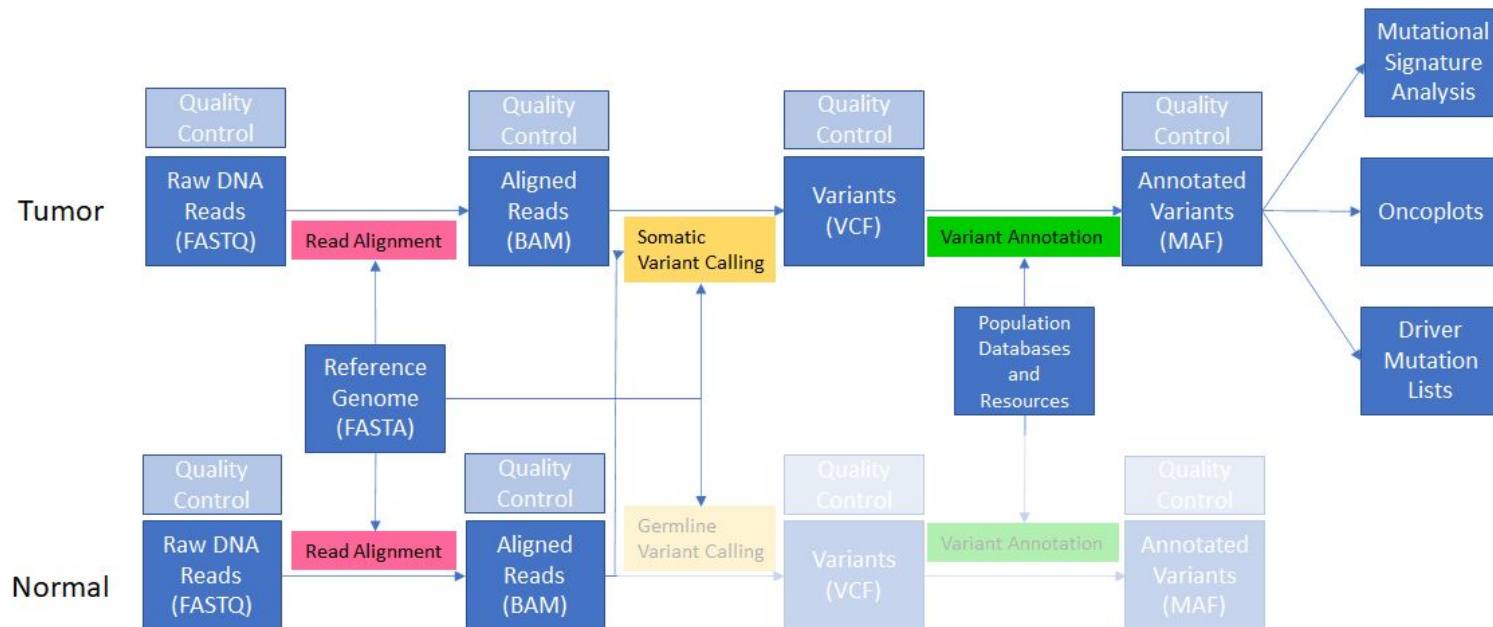 Mutational
Signature
Analysis
Quality
Control
Quality
Control
Quality
Control
Quality
Control
Tumor
Raw DNA
Reads
(FASTQ)
Read Alignment
Aligned
Reads
(BAM)
Somatic
Variant Calling
Variants
(VCF)
Variant Annotation
Annotated
Variants
(MAF)
Oncoplots
Reference
Genome
(FASTA)
Population
Databases
and
Resources
Driver
Mutation
Lists
Quality
Control
Quality
Control
Quality
Control
Quality
Control
Normal
Raw DNA
Reads
(FASTQ)
Read Alignment
Aligned
Reads
(BAM)
Germline
Variant Calling
Variants
(VCF)
Variant Annotation
Annotated
Variants
(MAF)